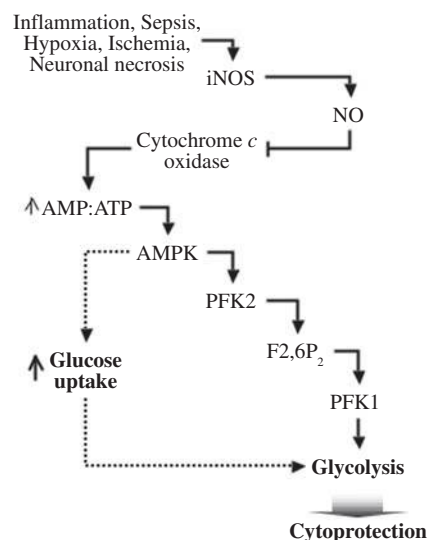 Inflammation, Sepsis,
Hypoxia, Ischemia,
Neuronal necrosis
iNOS
NO
Cytochrome c
oxidase
↑ AMP:ATP
AMPK
PFK2
F2,6P₂
↑ Glucose
uptake
PFK1
Glycolysis
Cytoprotection